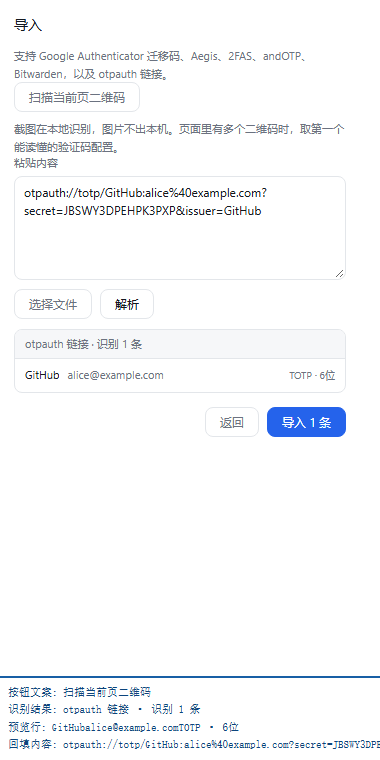 导入
支持 Google Authenticator 迁移码、Aegis、2FAS、andOTP、
Bitwarden，以及 otpauth 链接。
扫描当前页二维码
截图在本地识别，图片不出本机。页面里有多个二维码时，取第一个
能读懂的验证码配置。
粘贴内容
otpauth://totp/GitHub:alice%40example.com?
secret=JBSWY3DPEHPK3PXP&issuer=GitHub
选择文件 解析
otpauth 链接 · 识别 1 条
GitHub alice@example.com TOTP · 6位
返回 导入 1 条
按钮文案: 扫描当前页二维码
识别结果: otpauth 链接 · 识别 1 条
预览行: GitHubalice@example.comTOTP · 6位
回填内容: otpauth://totp/GitHub:alice%40example.com?secret=JBSWY3DPE